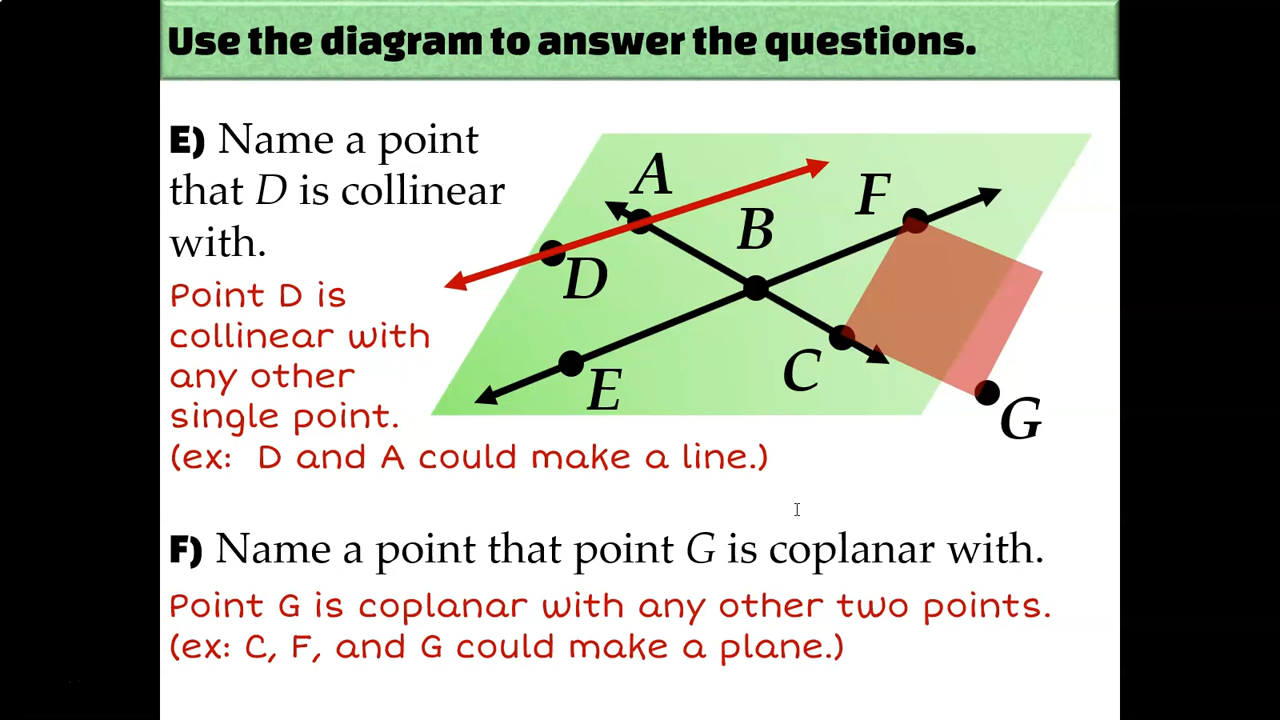 Use the diagram to answer the questions.
E) Name a point
that D is collinear
with.
Point D is
collinear with
any other
single point.
(ex: D and A could make a line.)
A
B
F
D
E
C
G
F) Name a point that point G is coplanar with.
Point G is coplanar with any other two points.
(ex: C, F, and G could make a plane.)